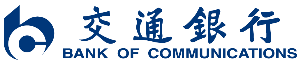 交通銀行
BANK OF COMMUNICATIONS